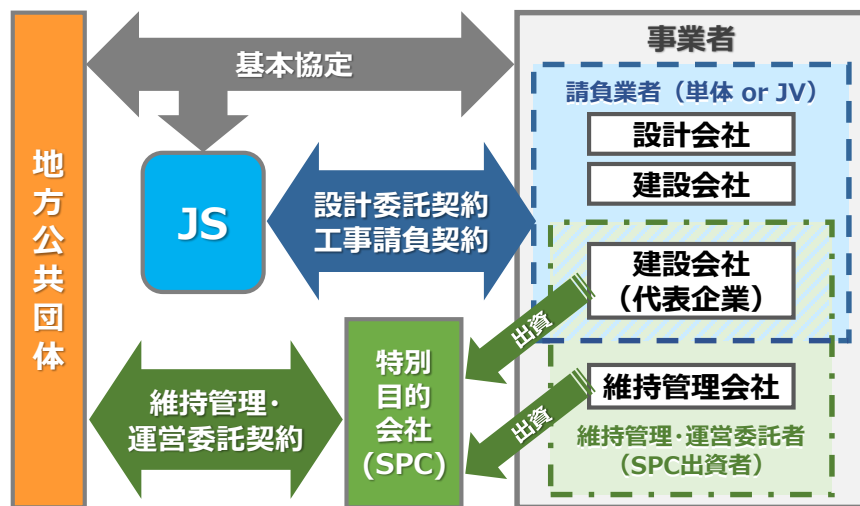 地方公共団体
基本協定
JS
設計委託契約
工事請負契約
維持管理・
運営委託契約
特別
目的
会社
(SPC)
出資
出資
事業者
請負業者（単体 or JV）
設計会社
建設会社
建設会社
（代表企業）
維持管理会社
維持管理・運営委託者
（SPC出資者）